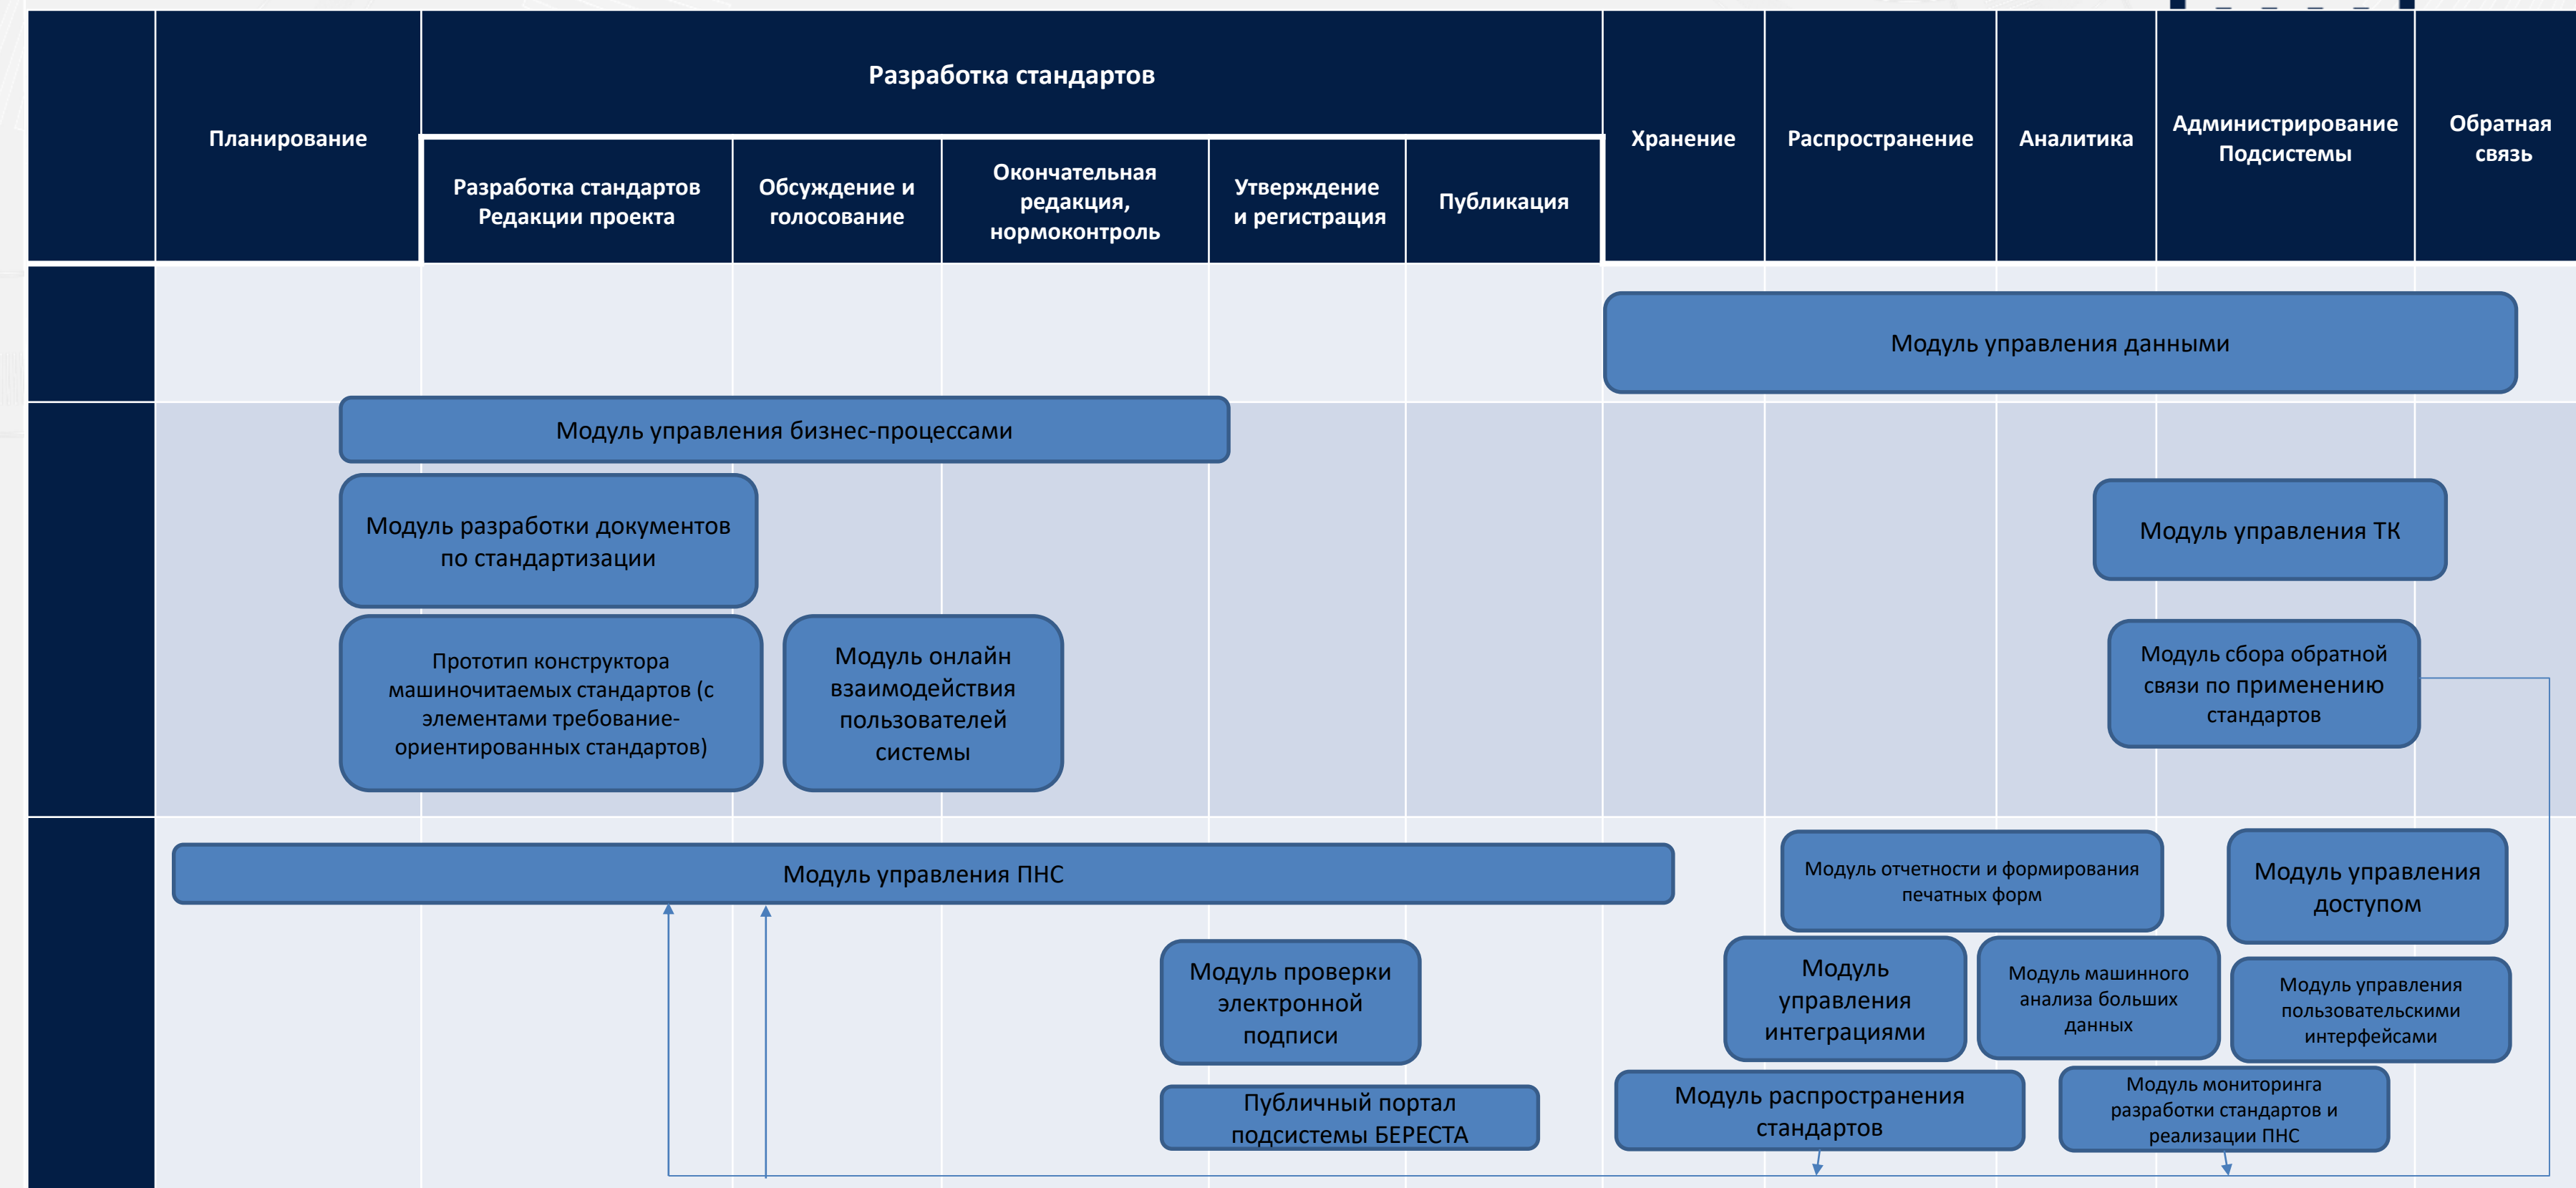 Разработка стандартов
Планирование
Хранение
Распространение
Аналитика
Администрирование
Подсистемы
Обратная
связь
Разработка стандартов
Редакции проекта
Обсуждение и
голосование
Окончательная
редакция,
нормоконтроль
Утверждение
и регистрация
Публикация
Модуль управления данными
Модуль управления бизнес-процессами
Модуль разработки документов
по стандартизации
Модуль управления ТК
Прототип конструктора
машиночитаемых стандартов (с
элементами требование-
ориентированных стандартов)
Модуль онлайн
взаимодействия
пользователей
системы
Модуль сбора обратной
связи по применению
стандартов
Модуль управления ПНС
Модуль отчетности и формирования
печатных форм
Модуль управления
доступом
Модуль проверки
электронной
подписи
Модуль
управления
интеграциями
Модуль машинного
анализа больших
данных
Модуль управления
пользовательскими
интерфейсами
Публичный портал
подсистемы БЕРЕСТА
Модуль распространения
стандартов
Модуль мониторинга
разработки стандартов и
реализации ПНС